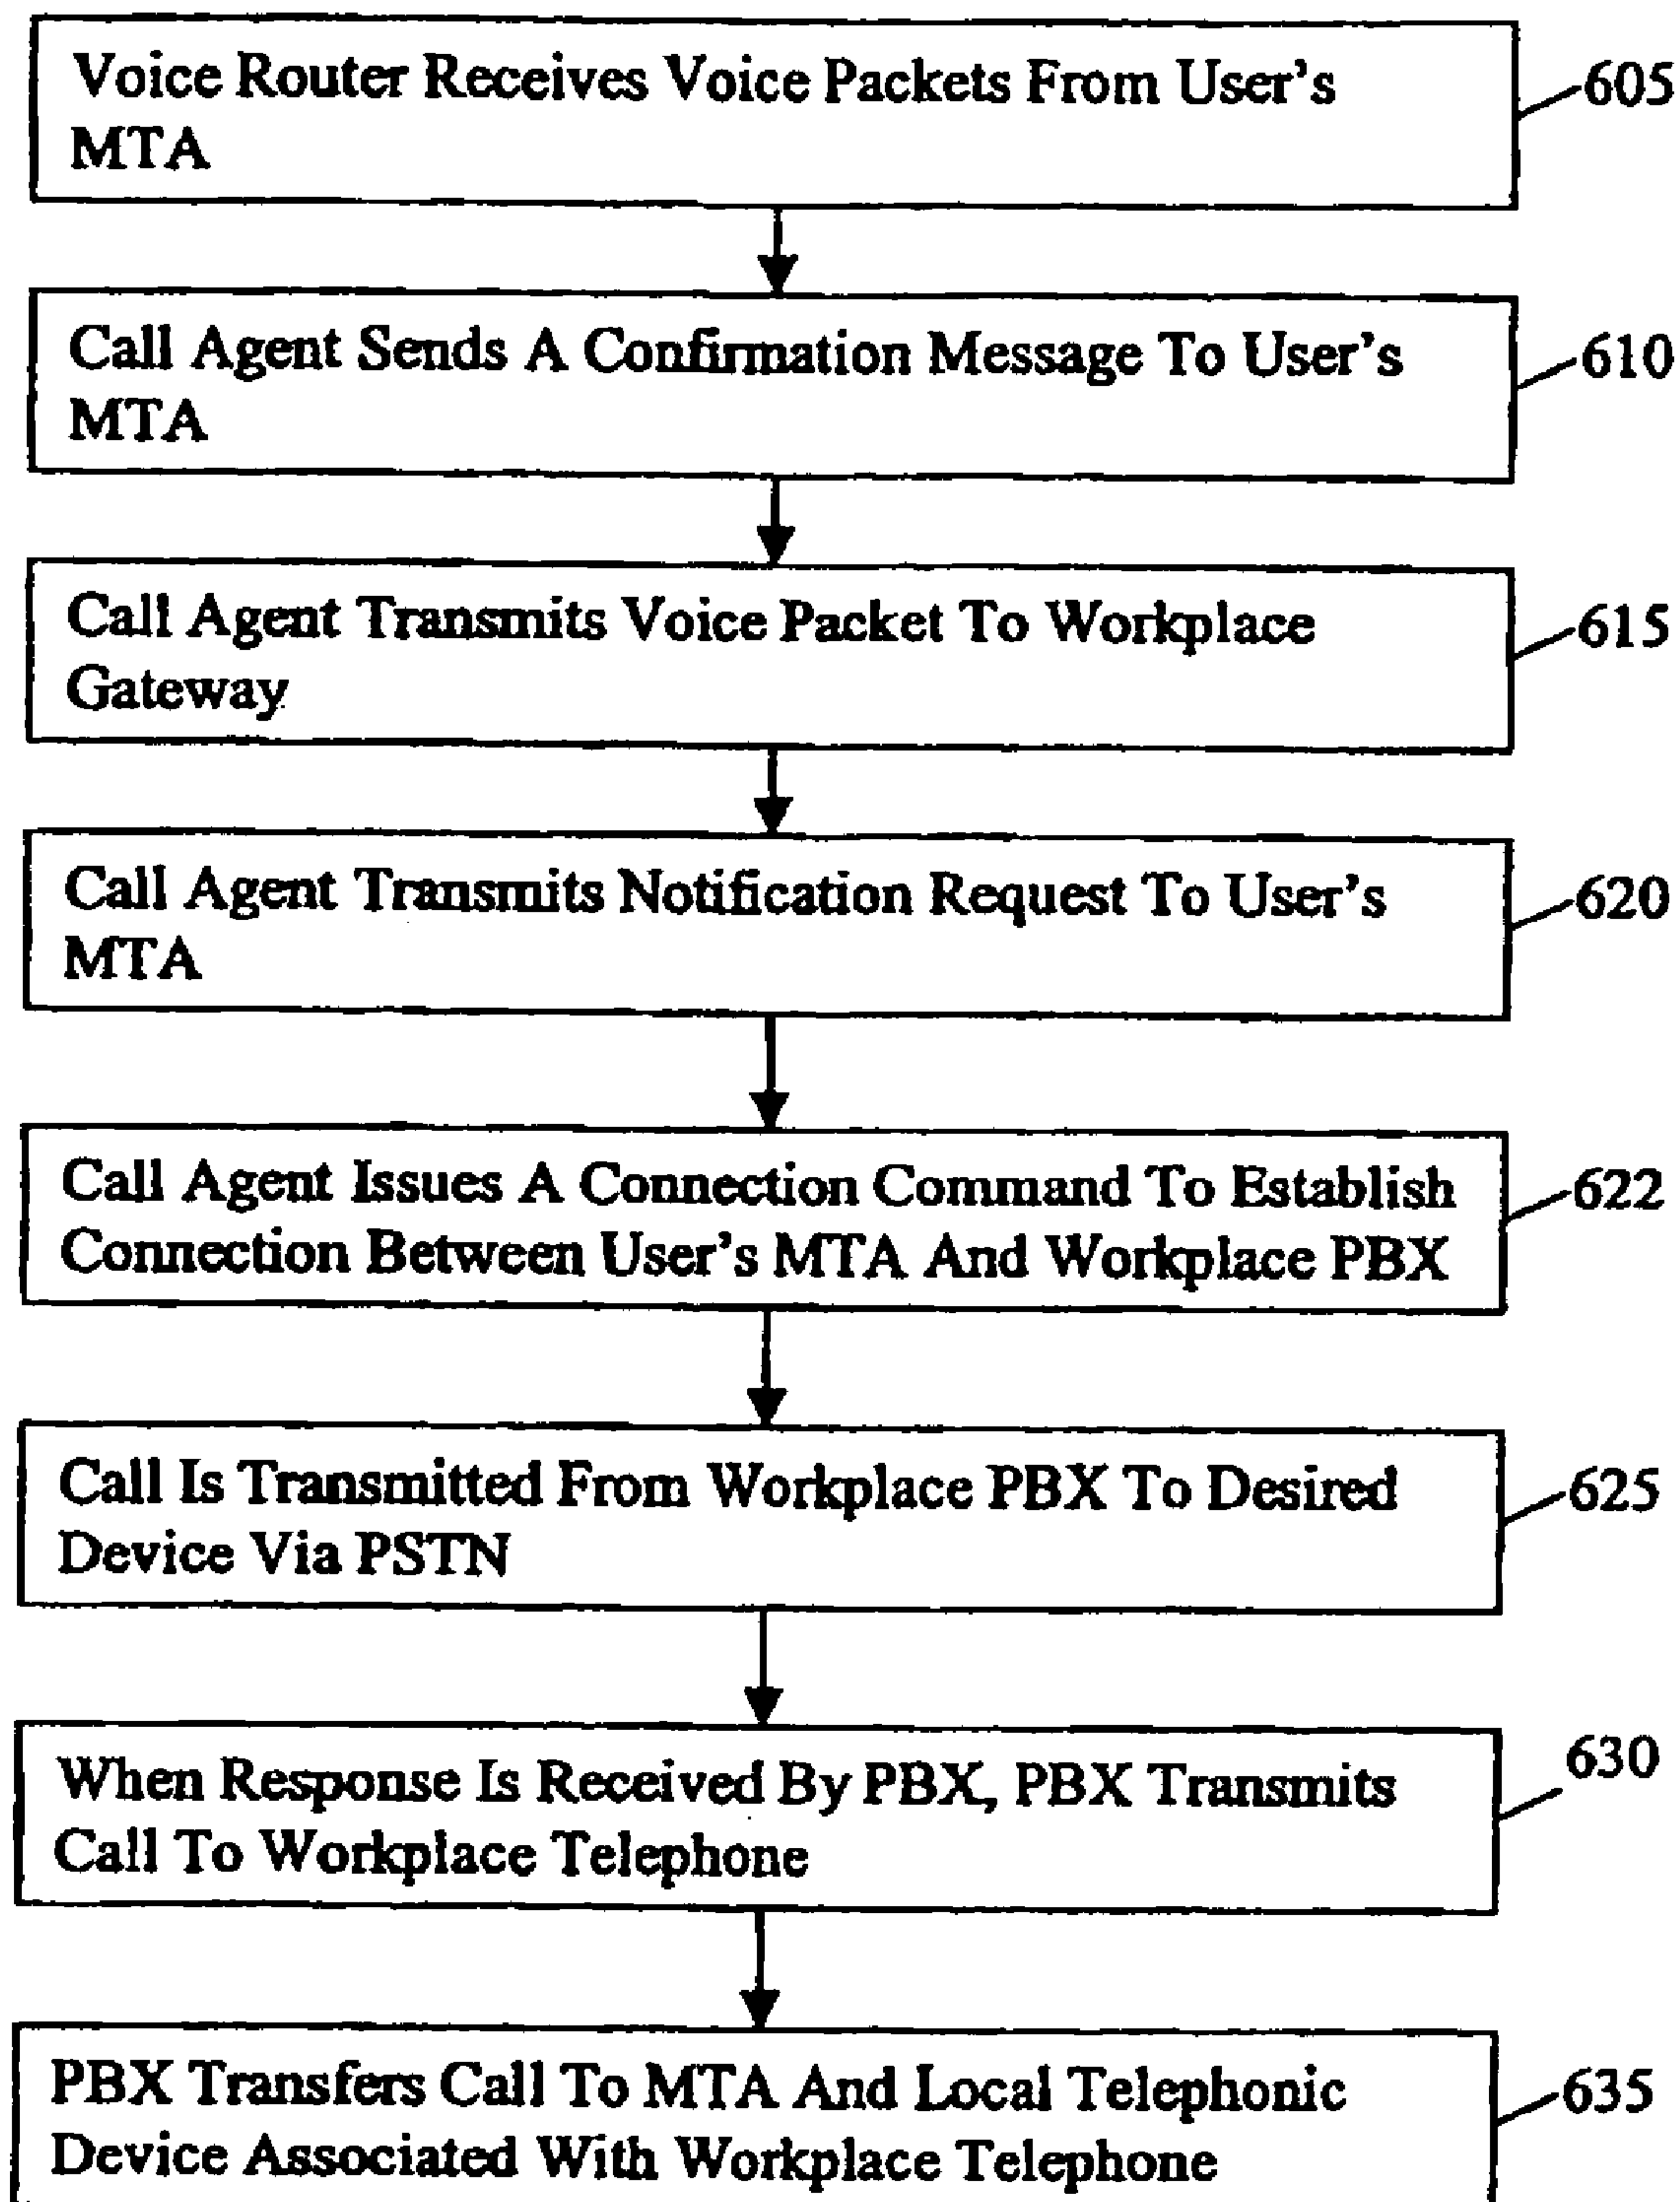 Voice Router Receives Voice Packets From User's
MTA
605
Call Agent Sends A Confirmation Message To User's
MTA
610
Call Agent Transmits Voice Packet To Workplace
Gateway
615
Call Agent Transmits Notification Request To User's
MTA
620
Call Agent Issues A Connection Command To Establish
Connection Between User's MTA And Workplace PBX
622
Call Is Transmitted From Workplace PBX To Desired
Device Via PSTN
625
When Response Is Received By PBX, PBX Transmits
Call To Workplace Telephone
630
PBX Transfers Call To MTA And Local Telephonic
Device Associated With Workplace Telephone
635